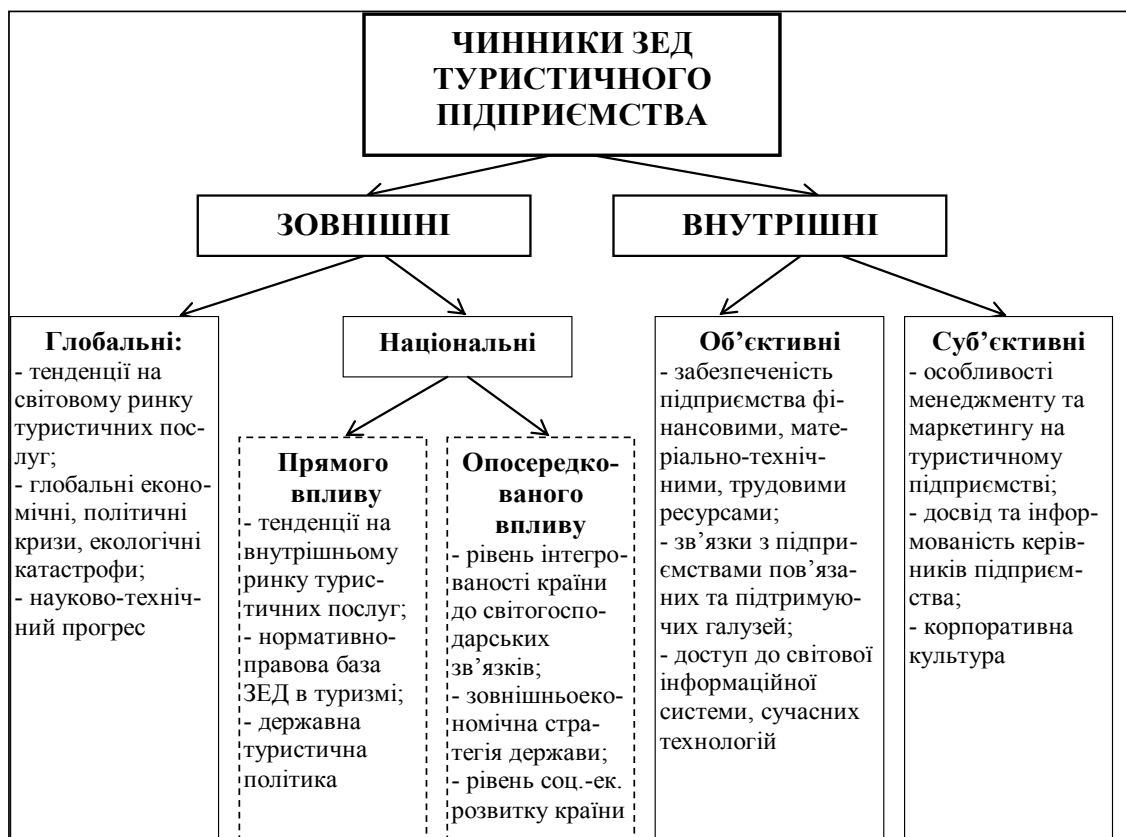 ЧИННИКИ ЗЕД
ТУРИСТИЧНОГО
ПІДПРИЄМСТВА
ЗОВНІШНІ
ВНУТРІШНІ
Глобальні:
- тенденції на
світовому ринку
туристичних пос-
луг;
- глобальні еконо-
мічні, політичні
кризи, екологічні
катастрофи;
- науково-техніч-
ний прогрес
Національні
Прямого
впливу
- тенденції на
внутрішньому
ринку турис-
тичних послуг;
- нормативно-
правова база
ЗЕД в туризмі;
- державна
туристична
політика
Опосередко-
ваного
впливу
- рівень інтегро-
ваності країни
до світогоспо-
дарських
зв’язків;
- зовнішньоеко-
номічна стра-
тегія держави;
- рівень соц.-ек.
розвитку країни
Об’єктивні
- забезпеченість
підприємства фі-
нансовими, мате-
ріально-техніч-
ними, трудовими
ресурсами;
- зв’язки з підпри-
ємствами пов’яза-
них та підтримую-
чих галузей;
- доступ до світової
інформаційної
системи, сучасних
технологій
Суб’єктивні
- особливості
менеджменту та
маркетингу на
туристичному
підприємстві;
- досвід та інфор-
мованість керів-
ників підприєм-
ства;
- корпоративна
культура